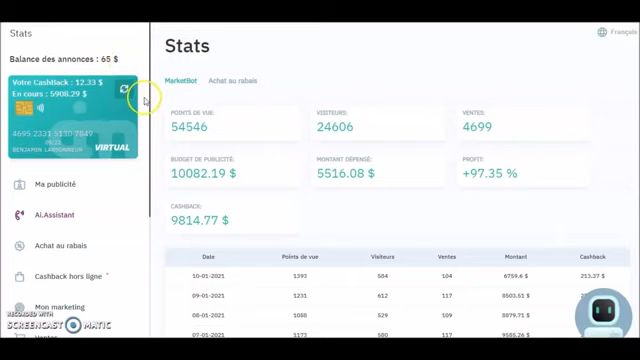 Stats
Balance des annonces : 65 $
Votre CashBack : 12.33 $
En cours : 5908.29 $
4695 2331 5130 7849
BENJAMIN LARSONNEUR
VIRTUAL
Ma publicité
Ai.Assistant
Achat au rabais
Cashback hors ligne *
Mon marketing
Ventes
RECORDED WITH
SCREENCAST MATIC
Français
Stats
MarketBot Achat au rabais
POINTS DE VUE: VISITEURS: VENTES:
54546 24606 4699
BUDGET DE PUBLICITÉ: MONTANT DÉPENSÉ: PROFIT:
10082.19 $ 5516.08 $ +97.35 %
CASHBACK:
9814.77 $
Date Points de vue Visiteurs Ventes Montant Cashback
10-01-2021 1393 584 104 6759.6 $ 213.37 $
09-01-2021 1231 612 117 8503.51 $
08-01-2021 1088 529 109 8879.71 $
07-01-2021 1173 580 117 9588.26 $